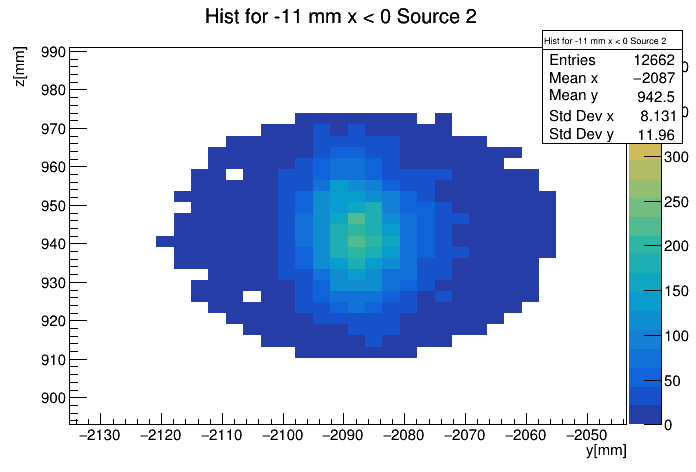 Hist for -11 mm x < 0 Source 2
z[mm]
990
980
970
960
950
940
930
920
910
900
−2130 −2120 −2110 −2100 −2090 −2080 −2070 −2060 −2050
y[mm]
Hist for -11 mm x < 0 Source 2
Entries 12662
Mean x −2087
Mean y 942.5
Std Dev x 8.131
Std Dev y 11.96
300
250
200
150
100
50
0